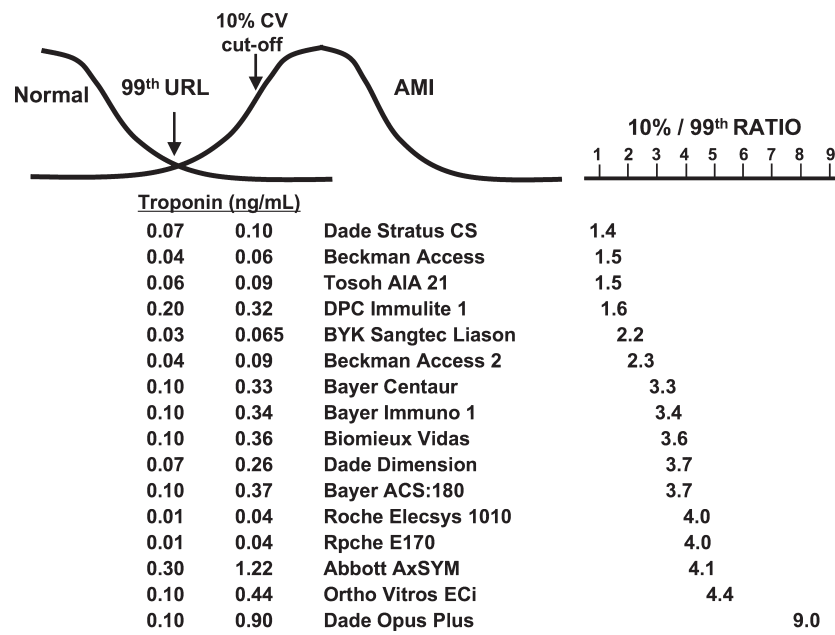 10% CV
cut-off
Normal
99th URL
AMI
10% / 99th RATIO
1 2 3 4 5 6 7 8 9
Troponin (ng/mL)
0.07 0.10 Dade Stratus CS 1.4
0.04 0.06 Beckman Access 1.5
0.06 0.09 Tosoh AIA 21 1.5
0.20 0.32 DPC Immulite 1 1.6
0.03 0.065 BYK Sangtec Liason 2.2
0.04 0.09 Beckman Access 2 2.3
0.10 0.33 Bayer Centaur 3.3
0.10 0.34 Bayer Immuno 1 3.4
0.10 0.36 Biomieux Vidas 3.6
0.07 0.26 Dade Dimension 3.7
0.10 0.37 Bayer ACS:180 3.7
0.01 0.04 Roche Elecsys 1010 4.0
0.01 0.04 Rpche E170 4.0
0.30 1.22 Abbott AxSYM 4.1
0.10 0.44 Ortho Vitros ECi 4.4
0.10 0.90 Dade Opus Plus 9.0